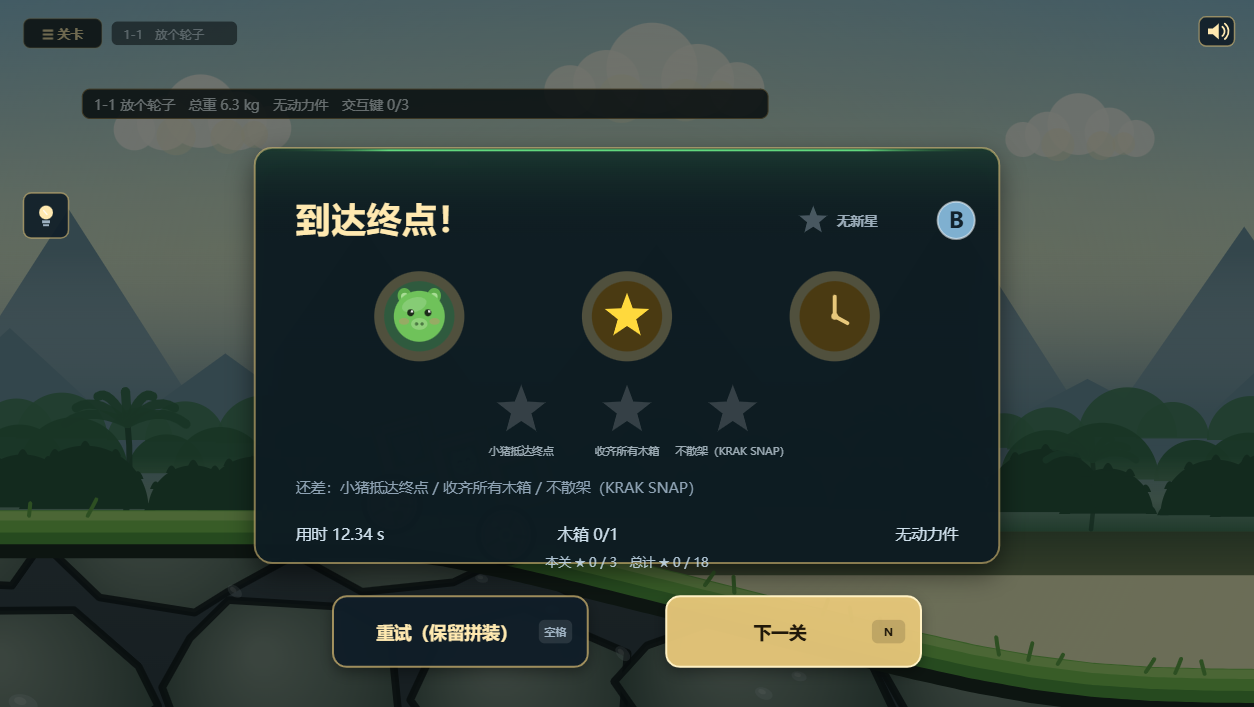 ☰ 关卡
1-1 放个轮子
1-1 放个轮子 总重 6.3 kg 无动力件 交互键 0/3
到达终点!
无新星
B
小猪抵达终点
收齐所有木箱
不散架（KRAK SNAP）
还差：小猪抵达终点 / 收齐所有木箱 / 不散架（KRAK SNAP）
用时 12.34 s 木箱 0/1 无动力件
本关 ★ 0 / 3 总计 ★ 0 / 18
重试（保留拼装） 空格
下一关 N